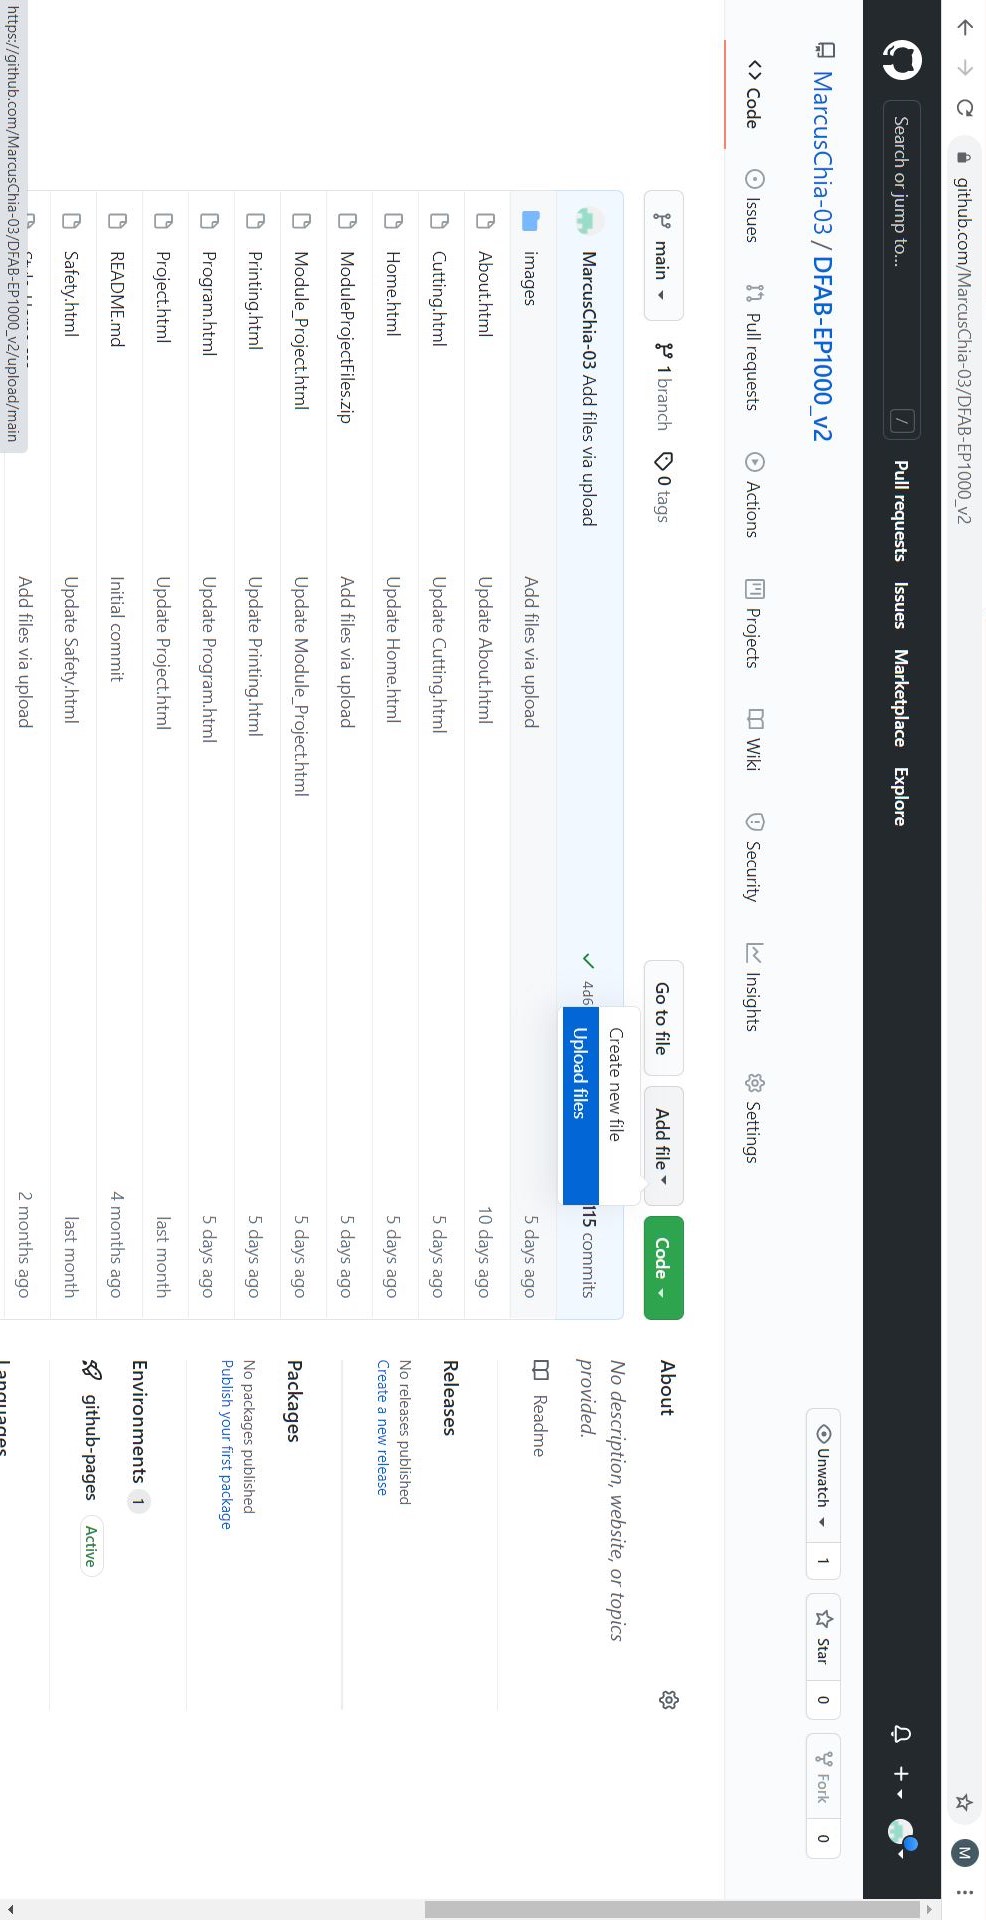 github.com/MarcusChia-03/DFAB-EP1000_v2
M
Search or jump to...
/
Pull requests
Issues
Marketplace
Explore
MarcusChia-03 / DFAB-EP1000_v2
Unwatch 1
Star 0
Fork 0
Code
Issues
Pull requests
Actions
Projects
Wiki
Security
Insights
Settings
main
1 branch
0 tags
Go to file
Add file
Code
Create new file
Upload files
MarcusChia-03 Add files via upload 4d6 115 commits
images Add files via upload 5 days ago
About.html Update About.html 10 days ago
Cutting.html Update Cutting.html 5 days ago
Home.html Update Home.html 5 days ago
ModuleProjectFiles.zip Add files via upload 5 days ago
Module_Project.html Update Module_Project.html 5 days ago
Printing.html Update Printing.html 5 days ago
Program.html Update Program.html 5 days ago
Project.html Update Project.html last month
README.md Initial commit 4 months ago
Safety.html Update Safety.html last month
Add files via upload 2 months ago
About
No description, website, or topics
provided.
Readme
Releases
No releases published
Create a new release
Packages
No packages published
Publish your first package
Environments 1
github-pages Active
Languages
https://github.com/MarcusChia-03/DFAB-EP1000_v2/upload/main